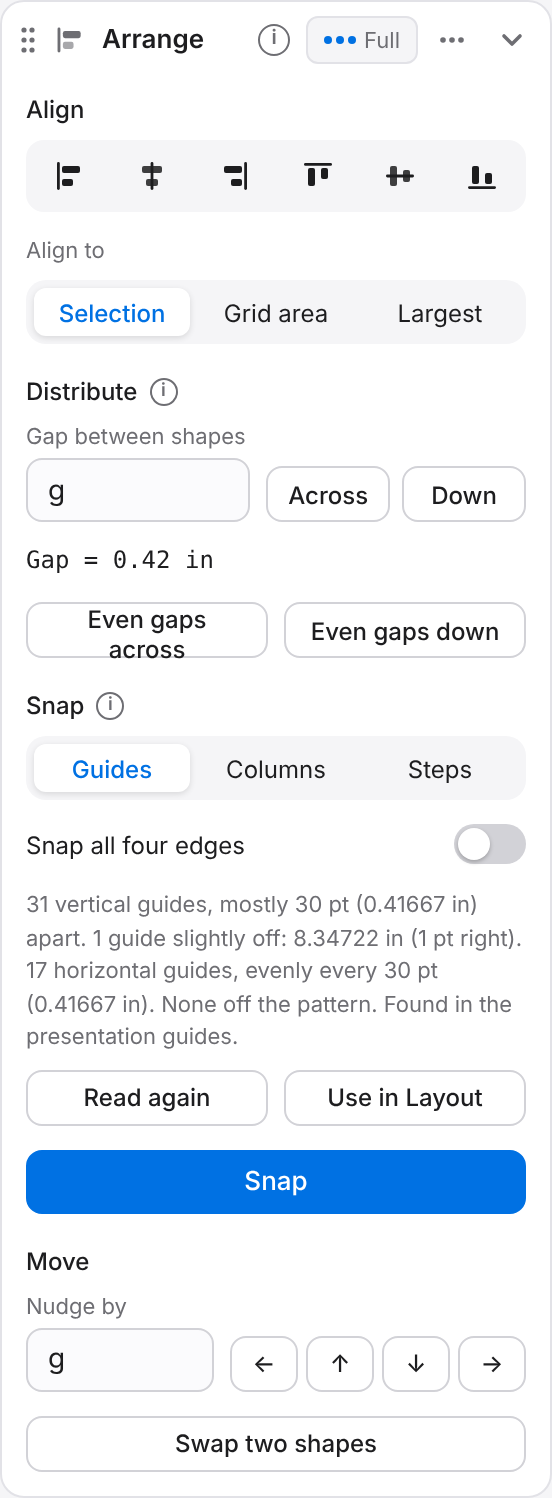 Arrange
Full
Align
Align to
Selection Grid area Largest
Distribute
Gap between shapes
g Across Down
Gap = 0.42 in
Even gaps
across
Even gaps down
Snap
Guides Columns Steps
Snap all four edges
31 vertical guides, mostly 30 pt (0.41667 in)
apart. 1 guide slightly off: 8.34722 in (1 pt right).
17 horizontal guides, evenly every 30 pt
(0.41667 in). None off the pattern. Found in the
presentation guides.
Read again Use in Layout
Snap
Move
Nudge by
g ← ↑ ↓ →
Swap two shapes